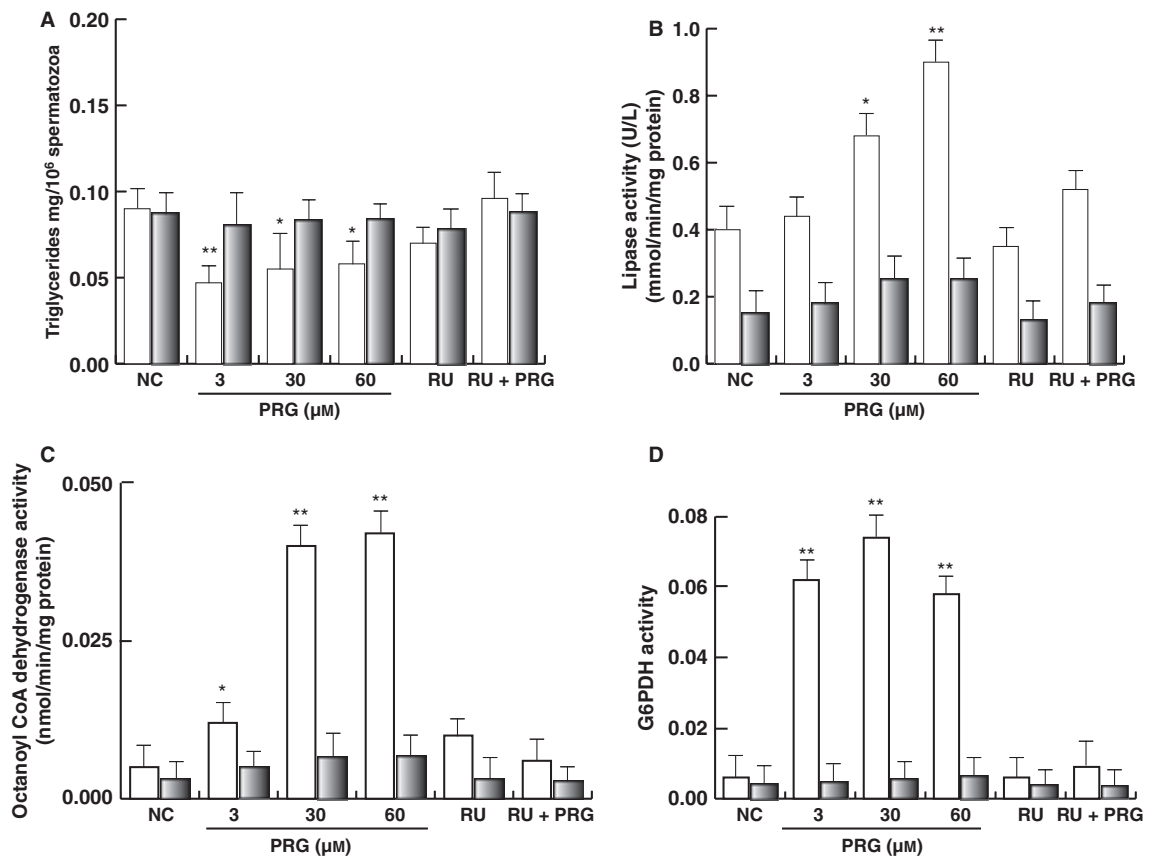 A
0.20
0.15
0.10
0.05
0.00
Triglycerides mg/10⁶ spermatozoa
**
*
*
NC
3
30
60
RU
RU + PRG
PRG (µM)
B
1.0
0.8
0.6
0.4
0.2
0.0
Lipase activity (U/L)
(mmol/min/mg protein)
*
**
NC
3
30
60
RU
RU + PRG
PRG (µM)
C
0.050
0.025
0.000
Octanoyl CoA dehydrogenase activity
(nmol/min/mg protein)
*
**
**
NC
3
30
60
RU
RU + PRG
PRG (µM)
D
0.08
0.06
0.04
0.02
0.00
G6PDH activity
**
**
**
NC
3
30
60
RU
RU + PRG
PRG (µM)